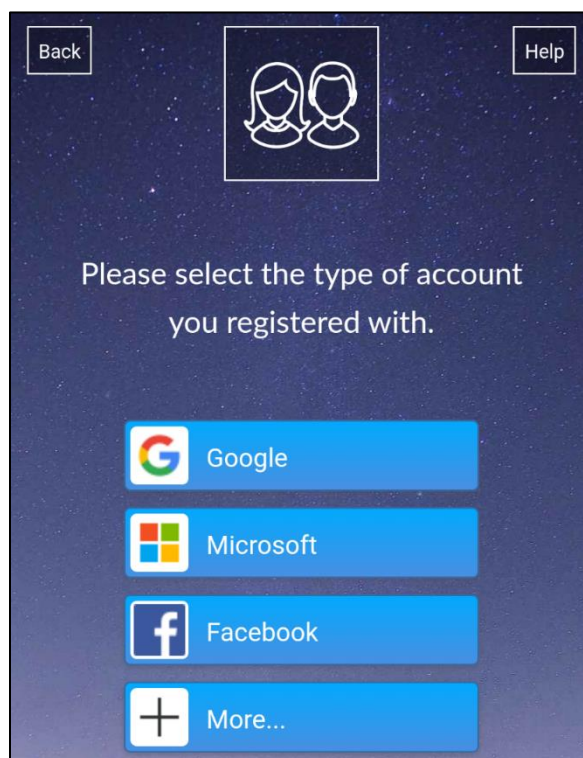 Back
Help
Please select the type of account
you registered with.
Google
Microsoft
Facebook
More...